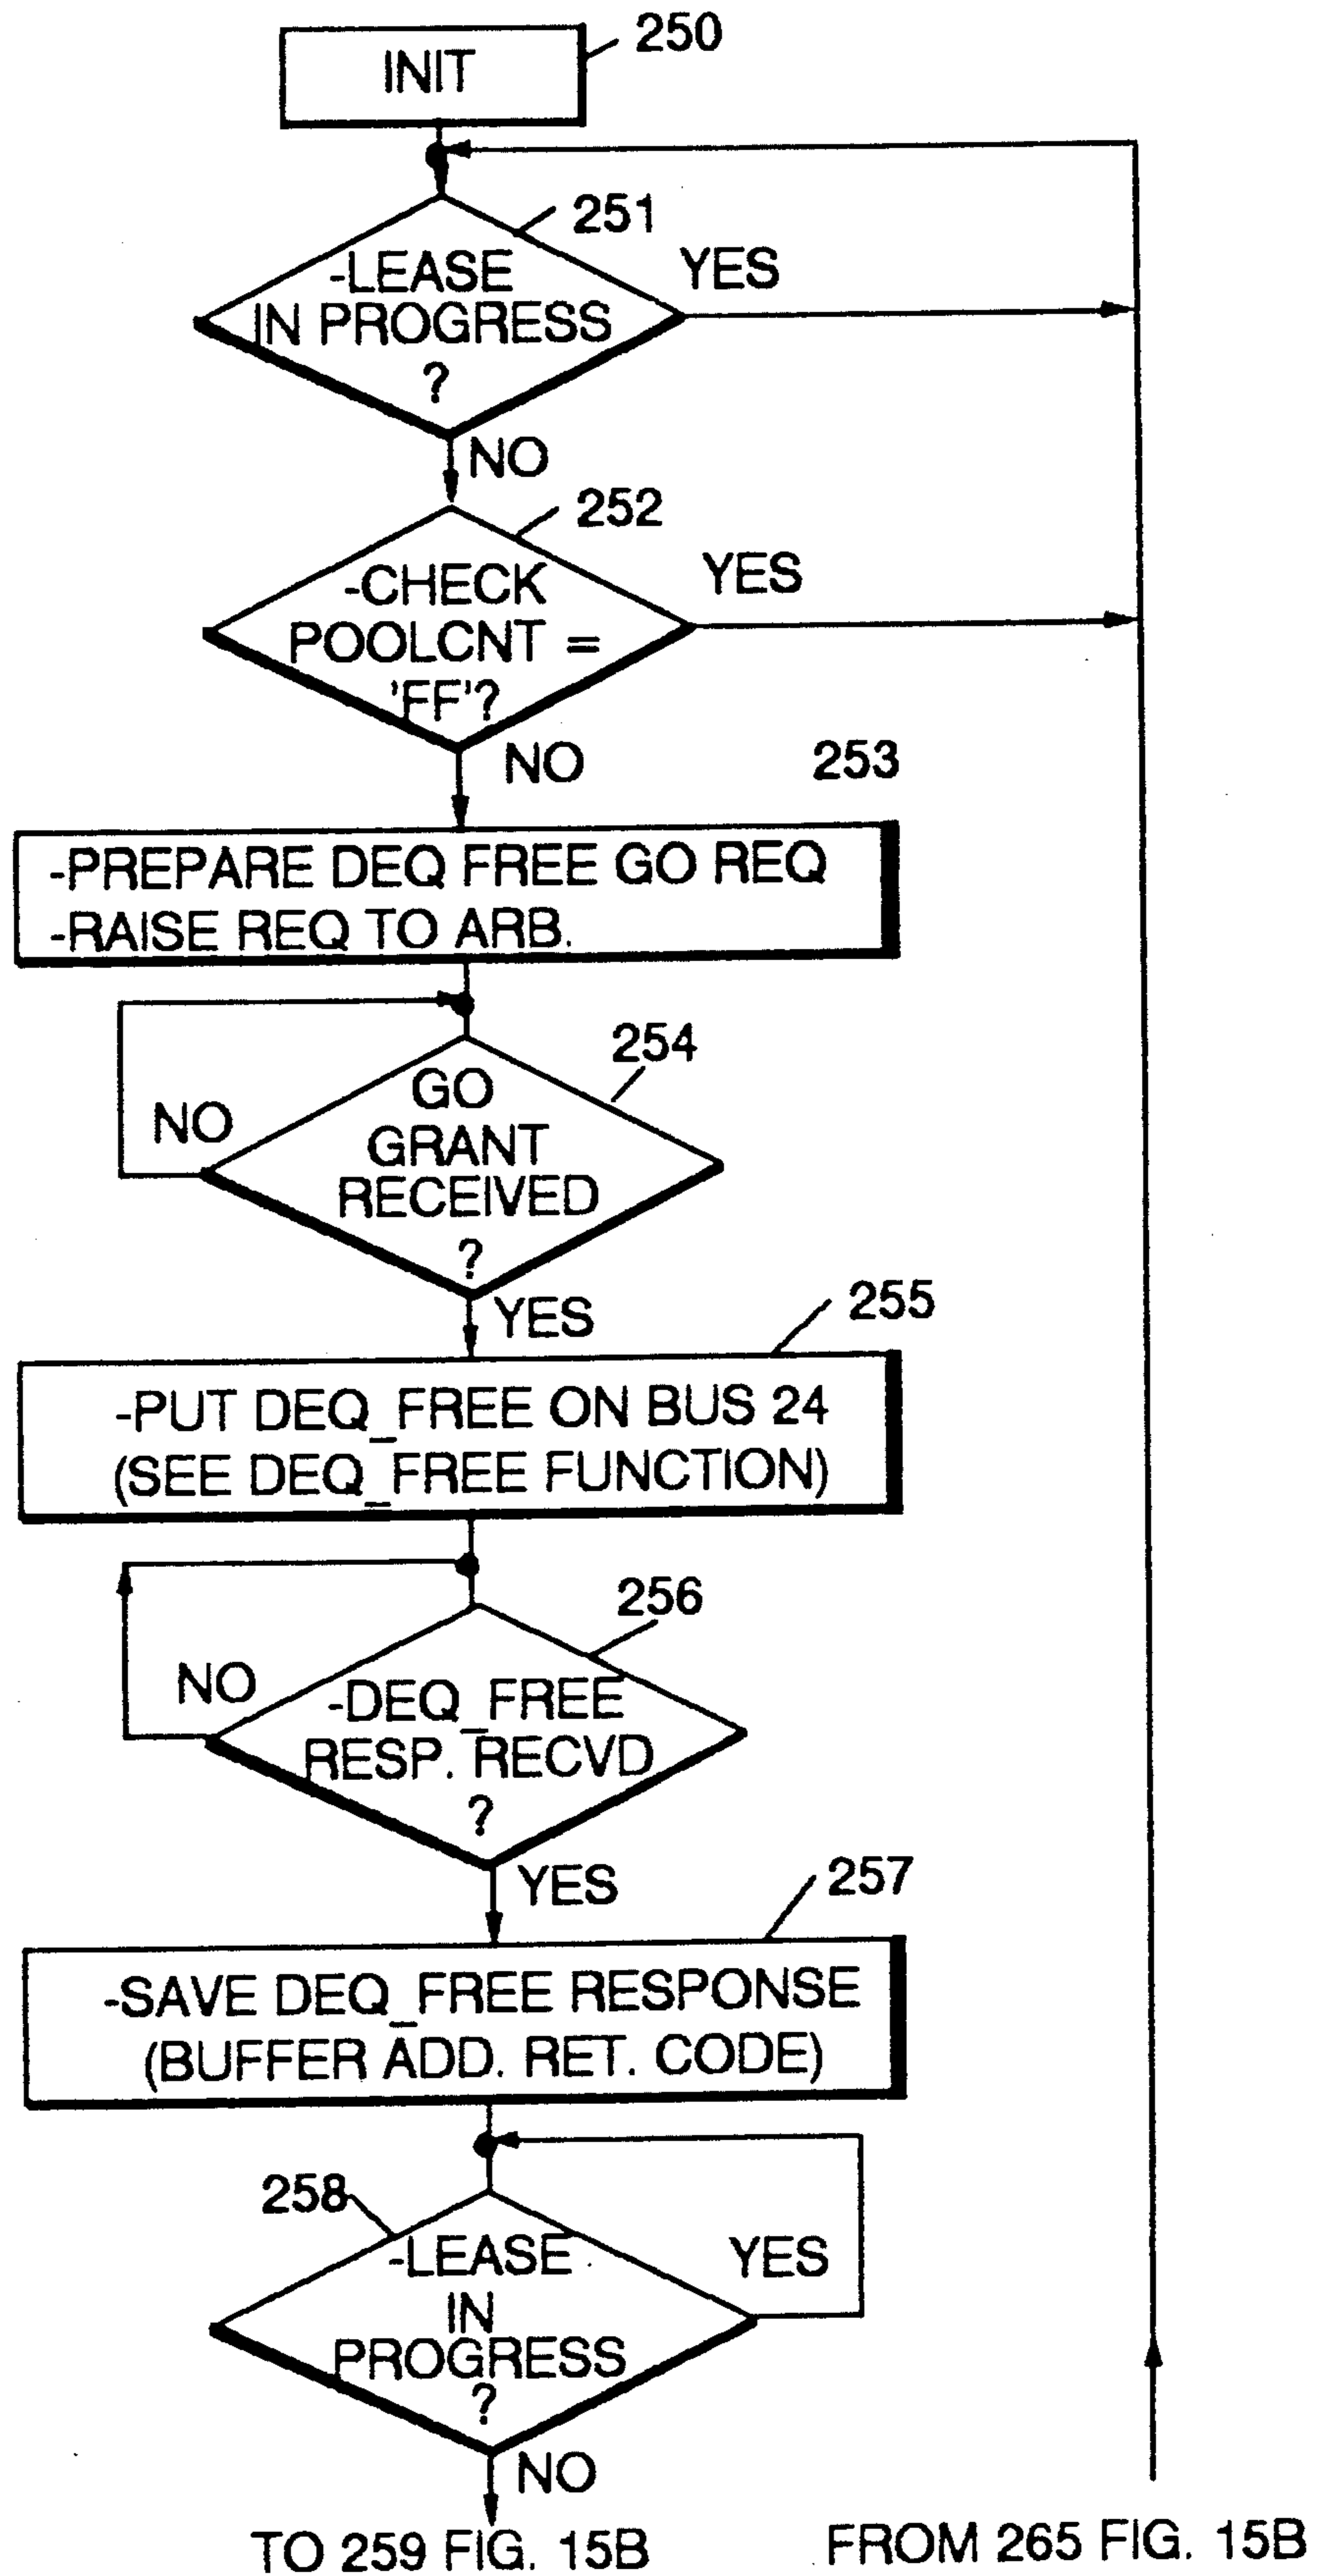 250
INIT
251
-LEASE
IN PROGRESS
?
YES
NO
252
-CHECK
POOLCNT =
'FF'?
YES
NO
253
-PREPARE DEQ FREE GO REQ
-RAISE REQ TO ARB.
254
GO
GRANT
RECEIVED
?
NO
YES
255
-PUT DEQ_FREE ON BUS 24
(SEE DEQ_FREE FUNCTION)
256
-DEQ_FREE
RESP. RECVD
?
NO
YES
257
-SAVE DEQ_FREE RESPONSE
(BUFFER ADD. RET. CODE)
258
-LEASE
IN
PROGRESS
?
YES
NO
TO 259 FIG. 15B
FROM 265 FIG. 15B